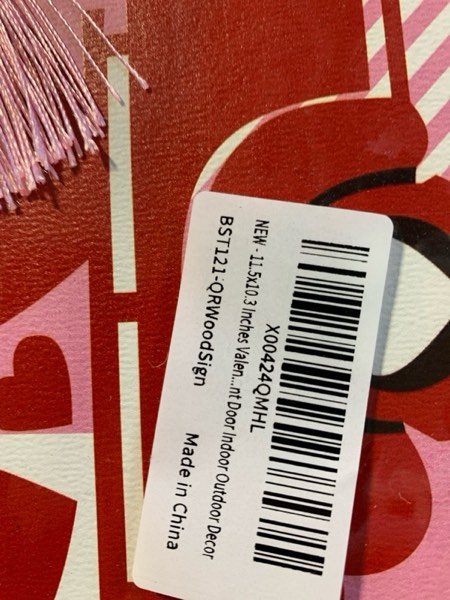 X00424QMHL
NEW - 11.5x10.3 Inches Valen...nt Door Indoor Outdoor Decor
BST121-QRWoodSign
Made in China